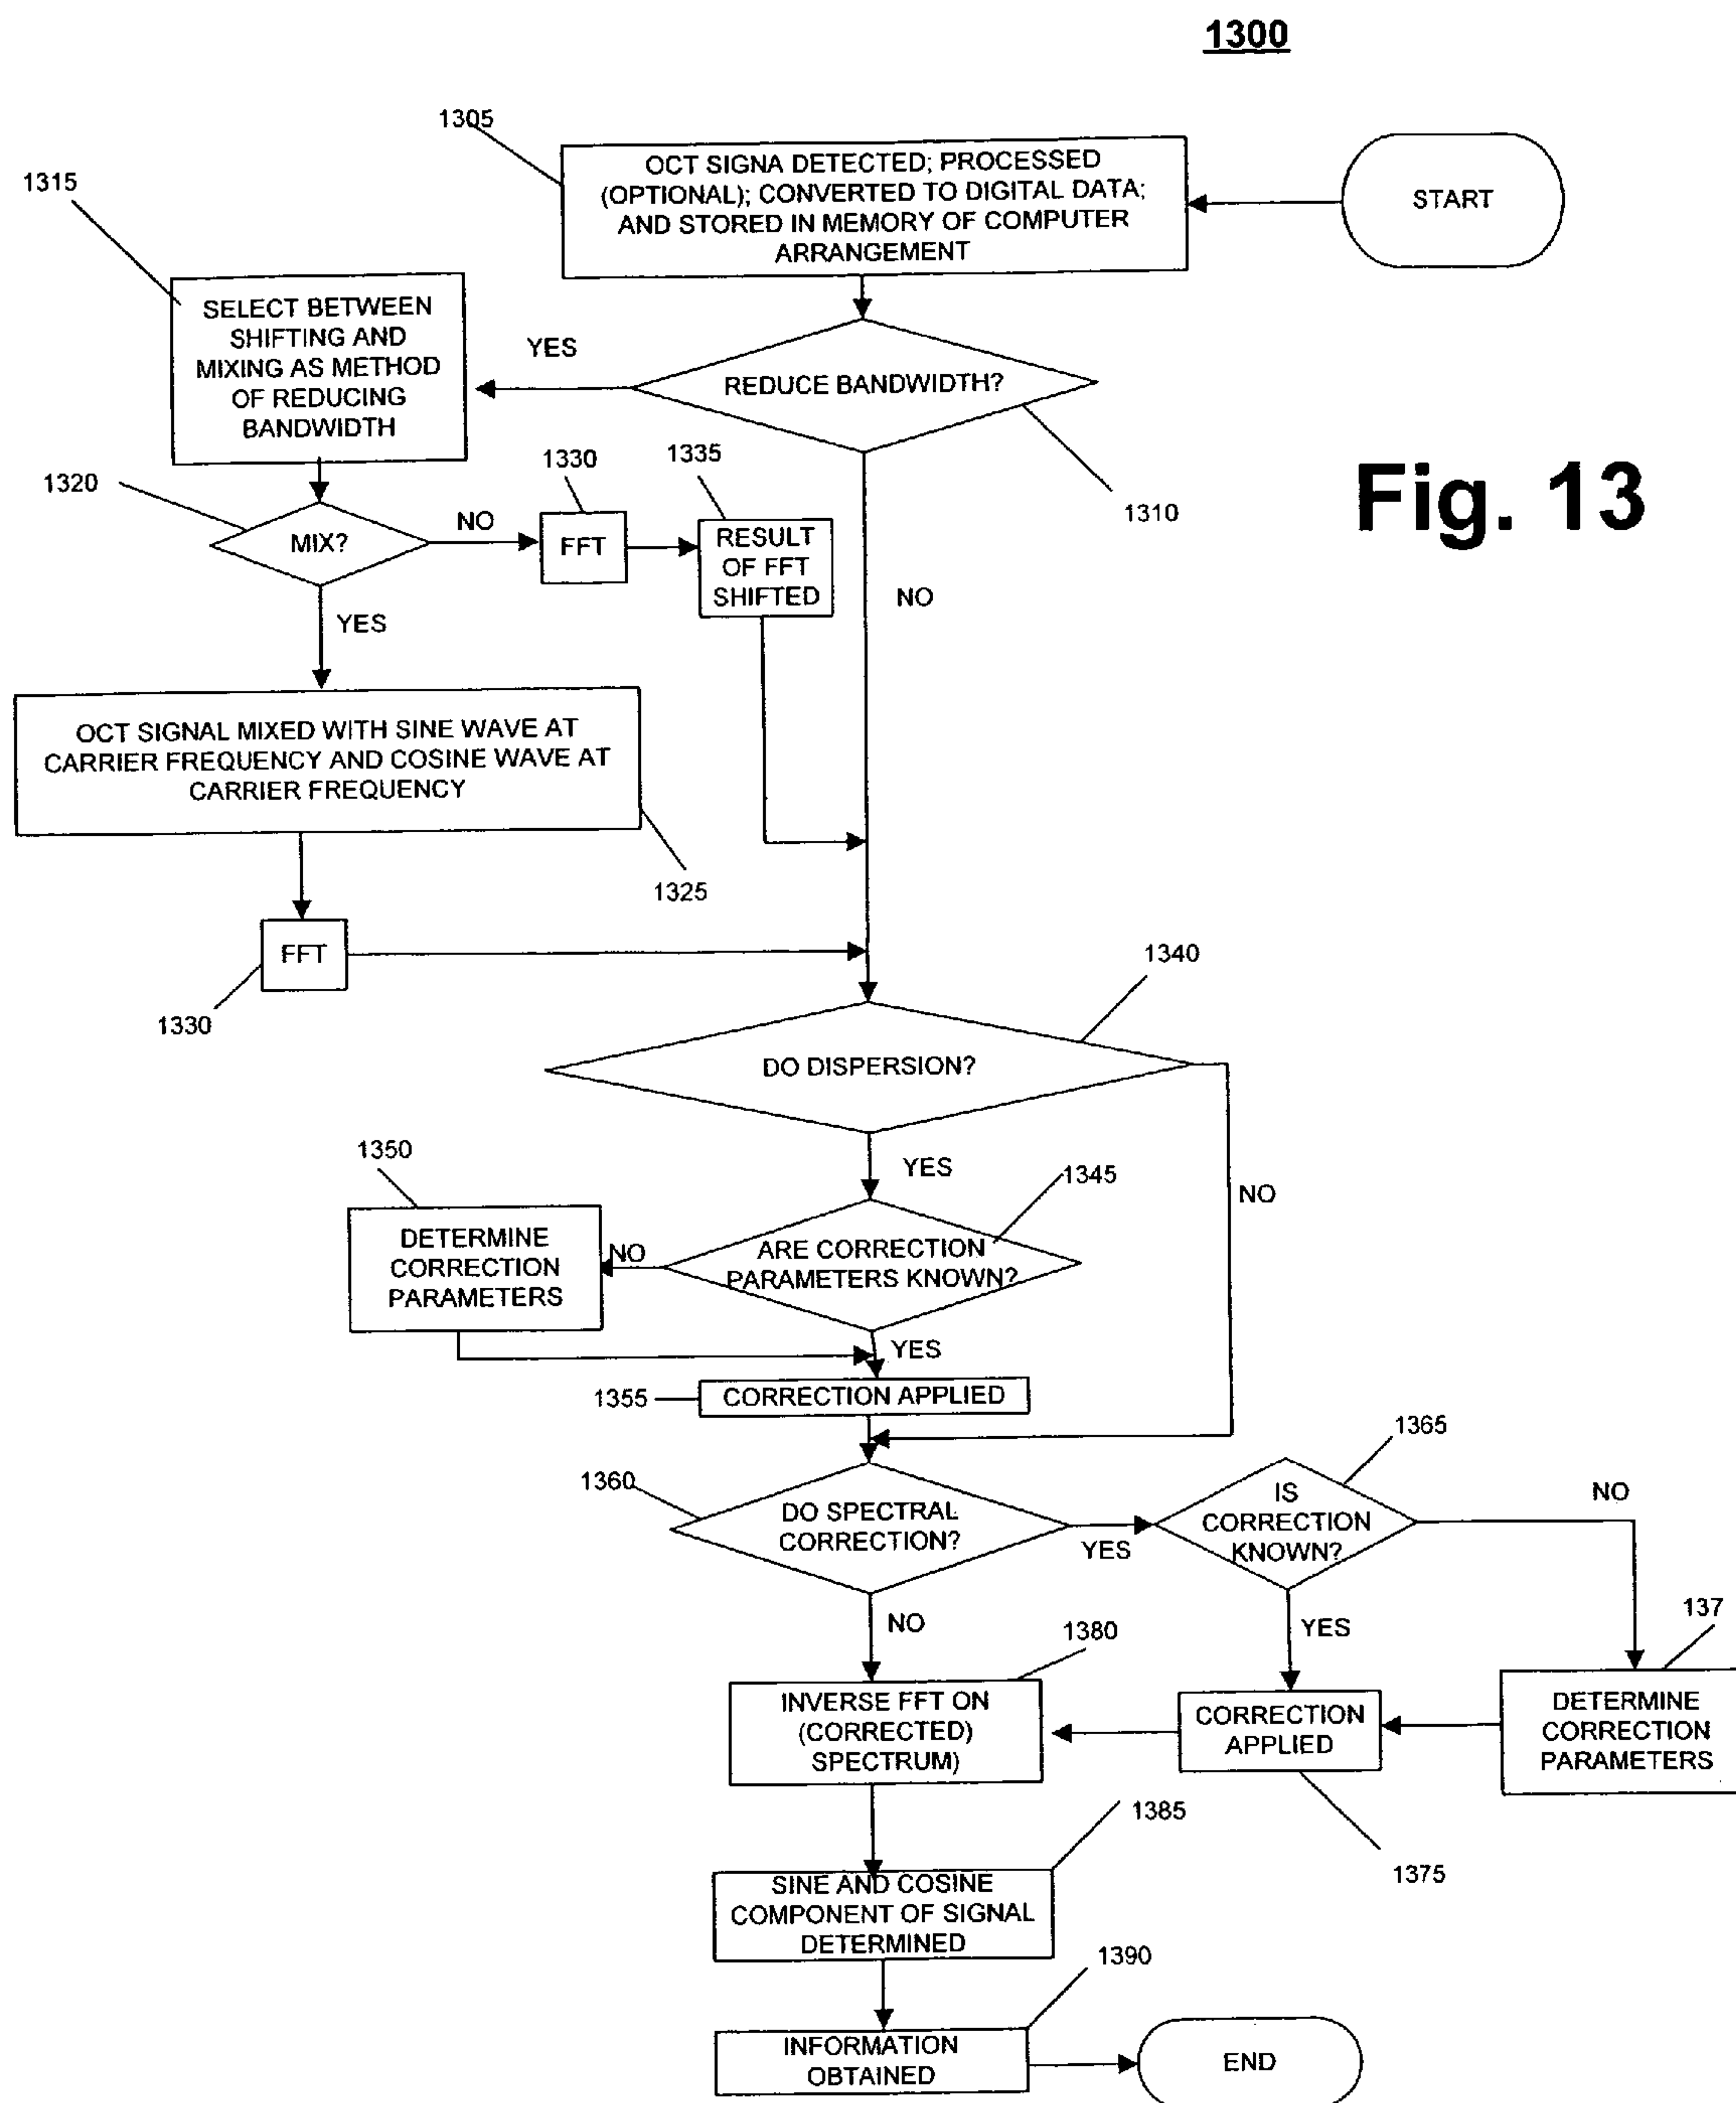 1300
1305
OCT SIGNA DETECTED; PROCESSED
(OPTIONAL); CONVERTED TO DIGITAL DATA;
AND STORED IN MEMORY OF COMPUTER
ARRANGEMENT
START
1315
SELECT BETWEEN
SHIFTING AND
MIXING AS METHOD
OF REDUCING
BANDWIDTH
YES
REDUCE BANDWIDTH?
1310
Fig. 13
1320
MIX?
NO
1330
FFT
1335
RESULT
OF FFT
SHIFTED
NO
YES
OCT SIGNAL MIXED WITH SINE WAVE AT
CARRIER FREQUENCY AND COSINE WAVE AT
CARRIER FREQUENCY
1325
FFT
1330
1340
DO DISPERSION?
YES
NO
1345
1350
DETERMINE
CORRECTION
PARAMETERS
NO
ARE CORRECTION
PARAMETERS KNOWN?
YES
1355
CORRECTION APPLIED
1360
DO SPECTRAL
CORRECTION?
YES
1365
IS
CORRECTION
KNOWN?
NO
NO
YES
137
DETERMINE
CORRECTION
PARAMETERS
CORRECTION
APPLIED
1375
1380
INVERSE FFT ON
(CORRECTED)
SPECTRUM)
1385
SINE AND COSINE
COMPONENT OF SIGNAL
DETERMINED
1390
INFORMATION
OBTAINED
END